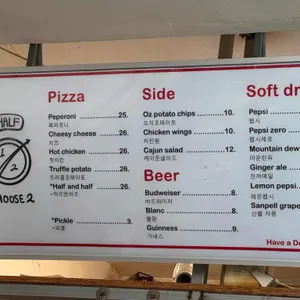 HALF
1
2
CHOOSE 2
Pizza
Peperoni 25.
페퍼로니
Cheesy cheese 26.
치즈
Hot chicken 26.
핫치킨
Truffle potato 26.
트러플포테이토
*Half and half 26.
*하프앤하프
*Pickle 3.
*피클
Side
Oz potato chips 10.
오지포테이토
Chicken wings 10.
치킨윙
Cajun salad 12.
케이준샐러드
Beer
Budweiser 8.
버드와이저
Blanc 8.
블랑
Guinness 9.
기네스
Soft dr
Pepsi
펩시
Pepsi zero
펩시제로
Mountain dew
마운틴듀
Ginger ale
진저에일
Lemon pepsi
레몬펩시
Sanpell grapef
산펠 자몽
Have a De